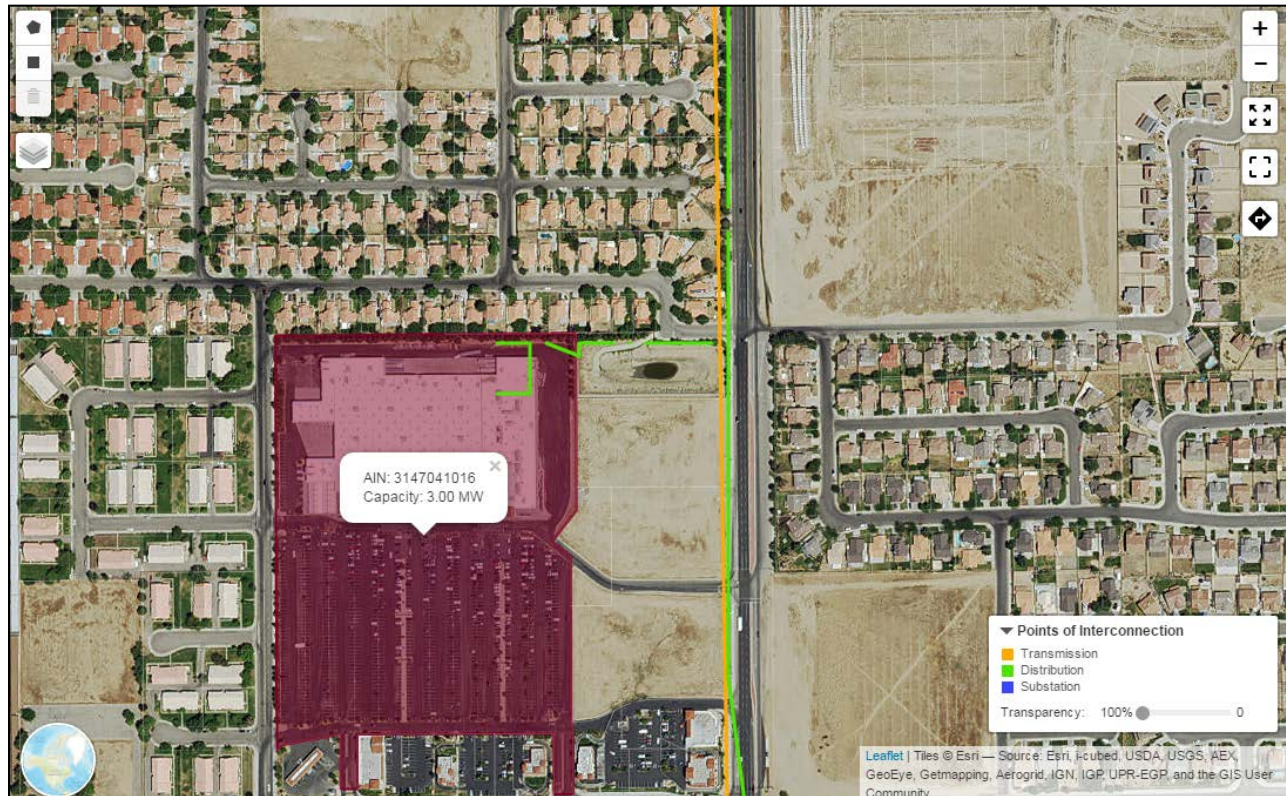 +
−
AIN: 3147041016
Capacity: 3.00 MW
×
Points of Interconnection
Transmission
Distribution
Substation
Transparency: 100% 0
Leaflet | Tiles © Esri — Source: Esri, i-cubed, USDA, USGS, AEX,
GeoEye, Getmapping, Aerogrid, IGN, IGP, UPR-EGP, and the GIS User
Community